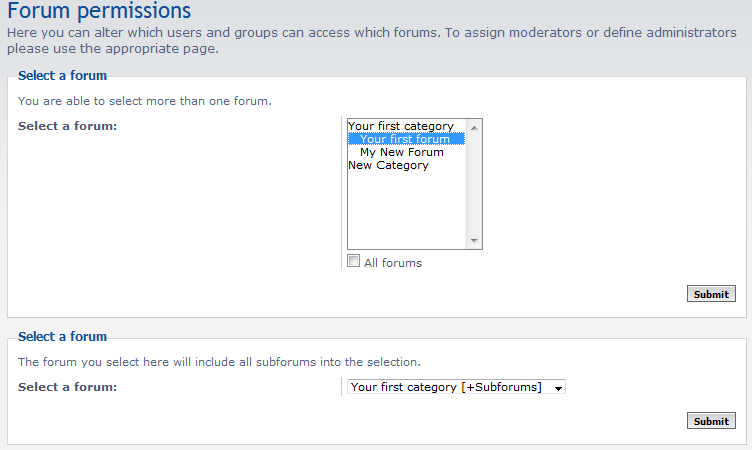 Forum permissions
Here you can alter which users and groups can access which forums. To assign moderators or define administrators
please use the appropriate page.
Select a forum
You are able to select more than one forum.
Select a forum:
Your first category
Your first forum
My New Forum
New Category
All forums
Submit
Select a forum
The forum you select here will include all subforums into the selection.
Select a forum:
Your first category [+Subforums]
Submit